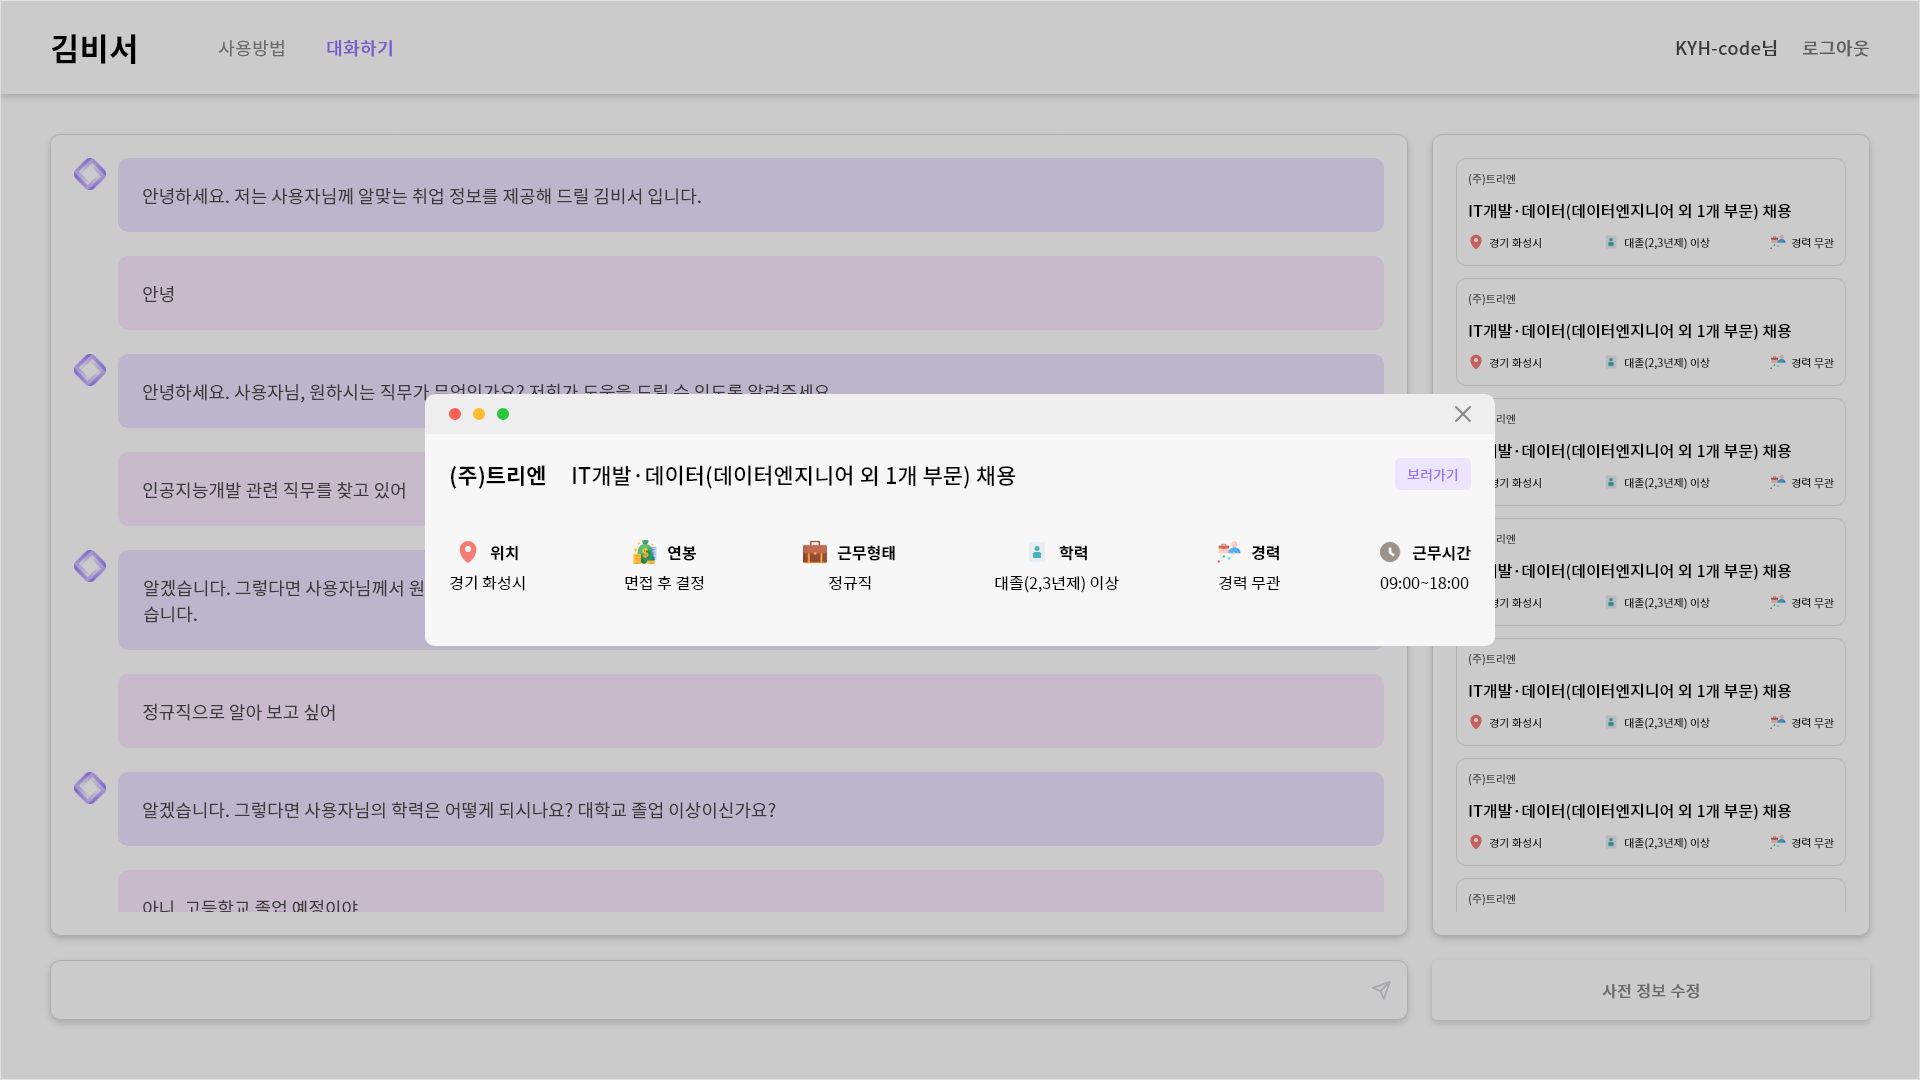 김비서
사용방법
대화하기
KYH-code님
로그아웃
안녕하세요. 저는 사용자님께 알맞는 취업 정보를 제공해 드릴 김비서 입니다.
안녕
안녕하세요. 사용자님, 원하시는 직무가 무엇인가요? 저희가 도움을 드릴 수 있도록 알려주세요
인공지능개발 관련 직무를 찾고 있어
알겠습니다. 그렇다면 사용자님께서 원
습니다.
정규직으로 알아 보고 싶어
알겠습니다. 그렇다면 사용자님의 학력은 어떻게 되시나요? 대학교 졸업 이상이신가요?
아니, 고등학교 졸업 예정이야
(주)트리엔
IT개발·데이터(데이터엔지니어 외 1개 부문) 채용
보러가기
위치
경기 화성시
연봉
면접 후 결정
근무형태
정규직
학력
대졸(2,3년제) 이상
경력
경력 무관
근무시간
09:00~18:00
(주)트리엔
IT개발·데이터(데이터엔지니어 외 1개 부문) 채용
경기 화성시 대졸(2,3년제) 이상 경력 무관
(주)트리엔
IT개발·데이터(데이터엔지니어 외 1개 부문) 채용
경기 화성시 대졸(2,3년제) 이상 경력 무관
리엔
발·데이터(데이터엔지니어 외 1개 부문) 채용
화성시 대졸(2,3년제) 이상 경력 무관
리엔
발·데이터(데이터엔지니어 외 1개 부문) 채용
화성시 대졸(2,3년제) 이상 경력 무관
(주)트리엔
IT개발·데이터(데이터엔지니어 외 1개 부문) 채용
경기 화성시 대졸(2,3년제) 이상 경력 무관
(주)트리엔
IT개발·데이터(데이터엔지니어 외 1개 부문) 채용
경기 화성시 대졸(2,3년제) 이상 경력 무관
(주)트리엔
사전 정보 수정